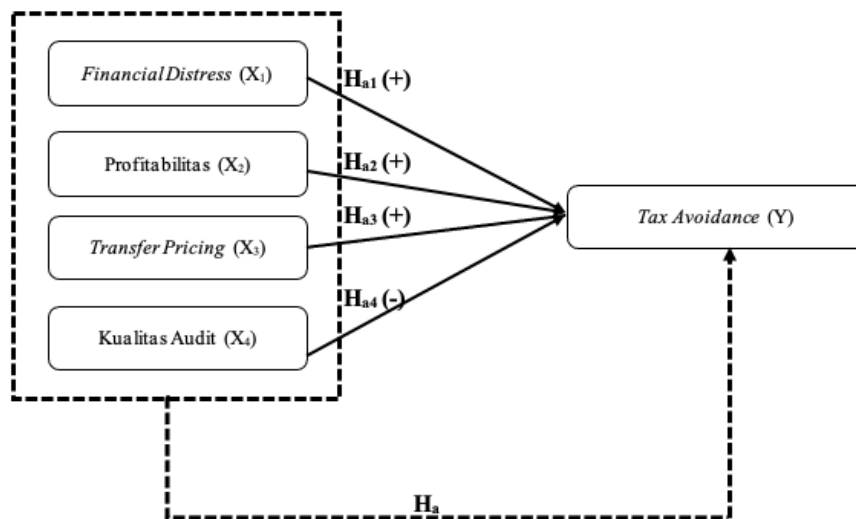 Financial Distress (X₁)
Hₐ₁ (+)
Profitabilitas (X₂)
Hₐ₂ (+)
Transfer Pricing (X₃)
Hₐ₃ (+)
Kualitas Audit (X₄)
Hₐ₄ (-)
Tax Avoidance (Y)
Hₐ